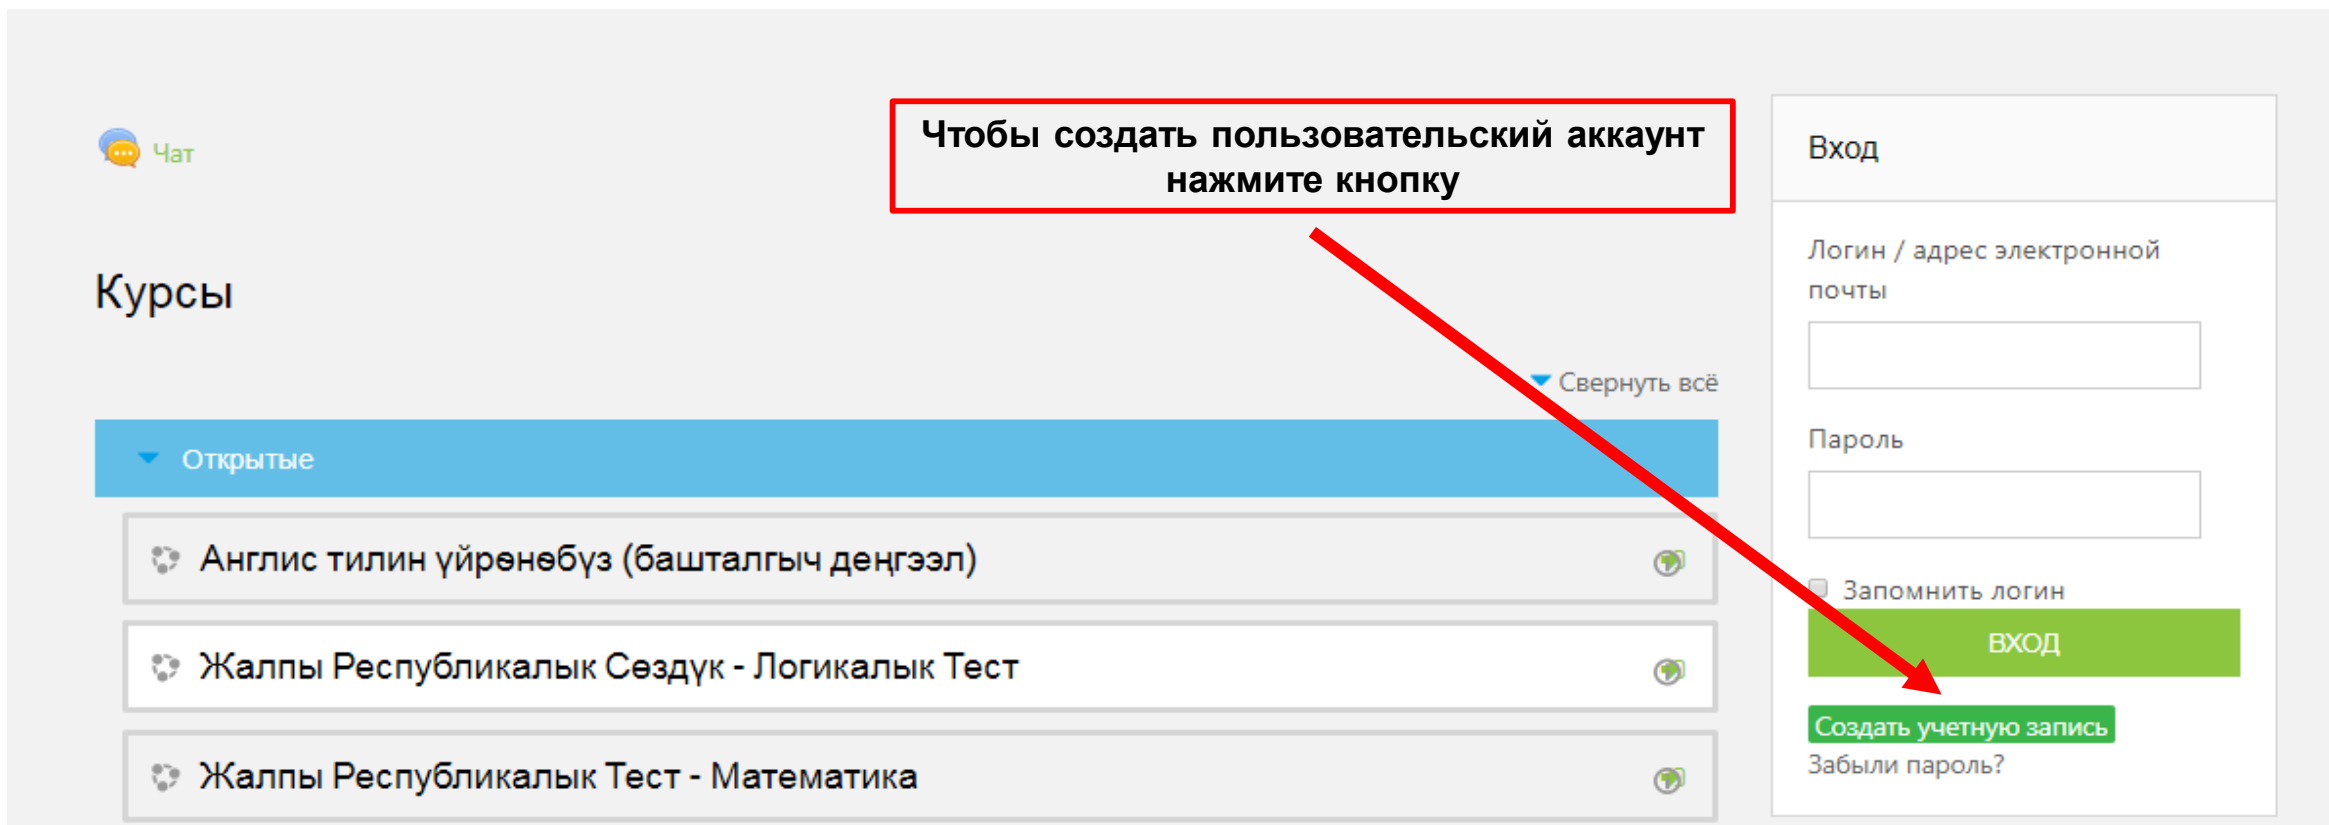 Чат
Чтобы создать пользовательский аккаунт
нажмите кнопку
Курсы
Свернуть всё
Открытые
Англис тилин үйрөнөбүз (башталгыч деңгээл)
Жалпы Республикалык Сөздүк - Логикалык Тест
Жалпы Республикалык Тест - Математика
Вход
Логин / адрес электронной
почты
Пароль
Запомнить логин
ВХОД
Создать учетную запись
Забыли пароль?